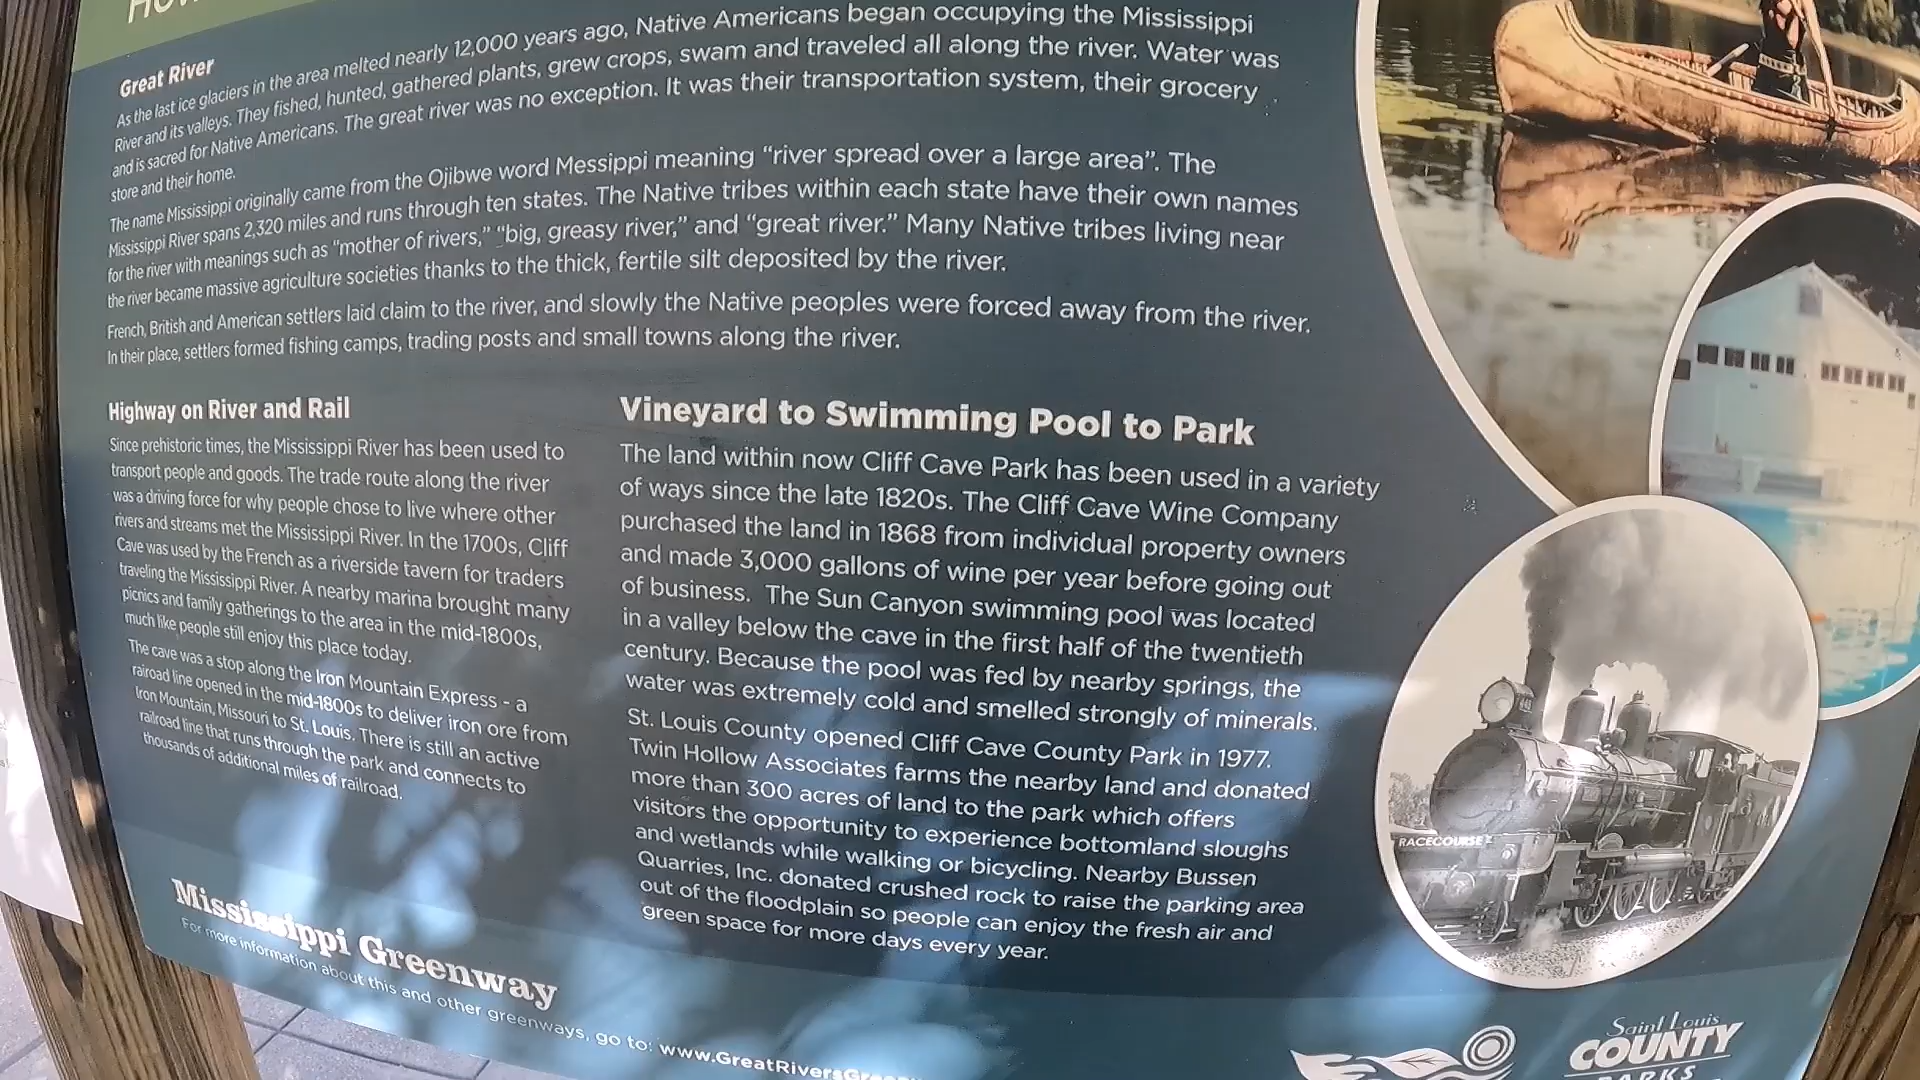 Great River
As the last ice glaciers in the area melted nearly 12,000 years ago, Native Americans began occupying the Mississippi
River and its valleys. They fished, hunted, gathered plants, grew crops, swam and traveled all along the river. Water was
and is sacred for Native Americans. The great river was no exception. It was their transportation system, their grocery
store and their home.
The name Mississippi originally came from the Ojibwe word Messippi meaning “river spread over a large area”. The
Mississippi River spans 2,320 miles and runs through ten states. The Native tribes within each state have their own names
for the river with meanings such as “mother of rivers,” “big, greasy river,” and “great river.” Many Native tribes living near
the river became massive agriculture societies thanks to the thick, fertile silt deposited by the river.
French, British and American settlers laid claim to the river, and slowly the Native peoples were forced away from the river.
In their place, settlers formed fishing camps, trading posts and small towns along the river.
Highway on River and Rail
Since prehistoric times, the Mississippi River has been used to
transport people and goods. The trade route along the river
was a driving force for why people chose to live where other
rivers and streams met the Mississippi River. In the 1700s, Cliff
Cave was used by the French as a riverside tavern for traders
traveling the Mississippi River. A nearby marina brought many
picnics and family gatherings to the area in the mid-1800s,
much like people still enjoy this place today.
The cave was a stop along the Iron Mountain Express - a
rairoad line opened in the mid-1800s to deliver iron ore from
Iron Mountain, Missouri to St. Louis. There is still an active
railroad line that runs through the park and connects to
thousands of additional miles of railroad.
Vineyard to Swimming Pool to Park
The land within now Cliff Cave Park has been used in a variety
of ways since the late 1820s. The Cliff Cave Wine Company
purchased the land in 1868 from individual property owners
and made 3,000 gallons of wine per year before going out
of business. The Sun Canyon swimming pool was located
in a valley below the cave in the first half of the twentieth
century. Because the pool was fed by nearby springs, the
water was extremely cold and smelled strongly of minerals.
St. Louis County opened Cliff Cave County Park in 1977.
Twin Hollow Associates farms the nearby land and donated
more than 300 acres of land to the park which offers
visitors the opportunity to experience bottomland sloughs
and wetlands while walking or bicycling. Nearby Bussen
Quarries, Inc. donated crushed rock to raise the parking area
out of the floodplain so people can enjoy the fresh air and
green space for more days every year.
RACECOURSE
Mississippi Greenway
For more information about this and other greenways, go to: www.GreatRiversGre
Saint Louis
COUNTY
PARKS